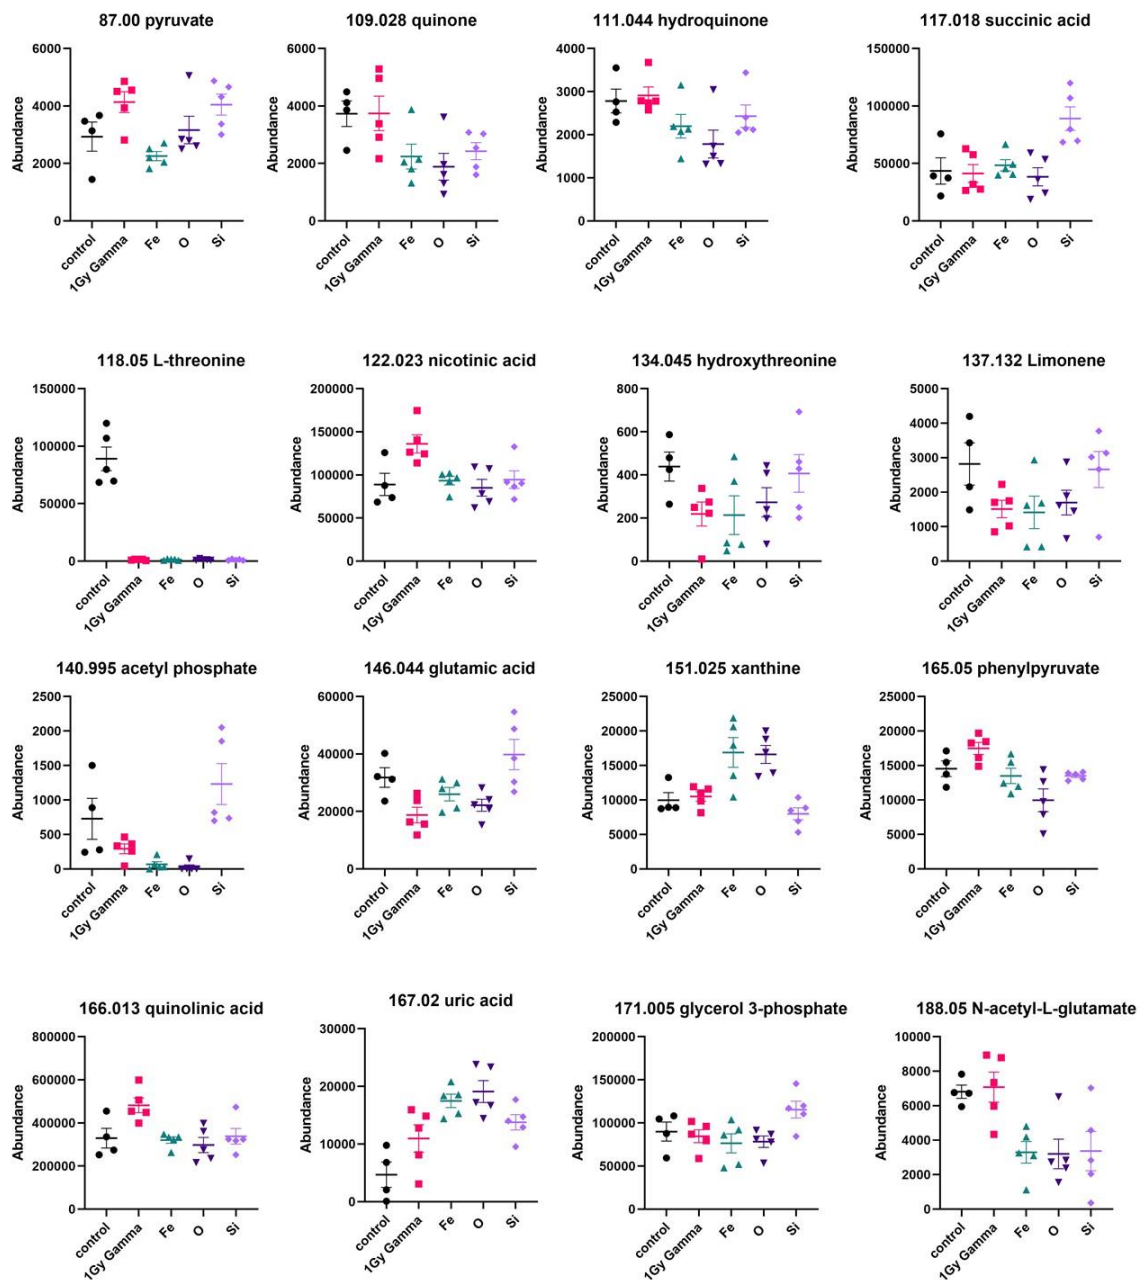 87.00 pyruvate
Abundance
6000
4000
2000
0
control
1Gy Gamma
Fe
O
Si
109.028 quinone
Abundance
6000
4000
2000
0
control
1Gy Gamma
Fe
O
Si
111.044 hydroquinone
Abundance
4000
3000
2000
1000
0
control
1Gy Gamma
Fe
O
Si
117.018 succinic acid
Abundance
150000
100000
50000
0
control
1Gy Gamma
Fe
O
Si
118.05 L-threonine
Abundance
150000
100000
50000
0
control
1Gy Gamma
Fe
O
Si
122.023 nicotinic acid
Abundance
200000
150000
100000
50000
0
control
1Gy Gamma
Fe
O
Si
134.045 hydroxythreonine
Abundance
800
600
400
200
0
control
1Gy Gamma
Fe
O
Si
137.132 Limonene
Abundance
5000
4000
3000
2000
1000
0
control
1Gy Gamma
Fe
O
Si
140.995 acetyl phosphate
Abundance
2500
2000
1500
1000
500
0
control
1Gy Gamma
Fe
O
Si
146.044 glutamic acid
Abundance
60000
40000
20000
0
control
1Gy Gamma
Fe
O
Si
151.025 xanthine
Abundance
25000
20000
15000
10000
5000
0
control
1Gy Gamma
Fe
O
Si
165.05 phenylpyruvate
Abundance
25000
20000
15000
10000
5000
0
control
1Gy Gamma
Fe
O
Si
166.013 quinolinic acid
Abundance
800000
600000
400000
200000
0
control
1Gy Gamma
Fe
O
Si
167.02 uric acid
Abundance
30000
20000
10000
0
control
1Gy Gamma
Fe
O
Si
171.005 glycerol 3-phosphate
Abundance
200000
150000
100000
50000
0
control
1Gy Gamma
Fe
O
Si
188.05 N-acetyl-L-glutamate
Abundance
10000
8000
6000
4000
2000
0
control
1Gy Gamma
Fe
O
Si